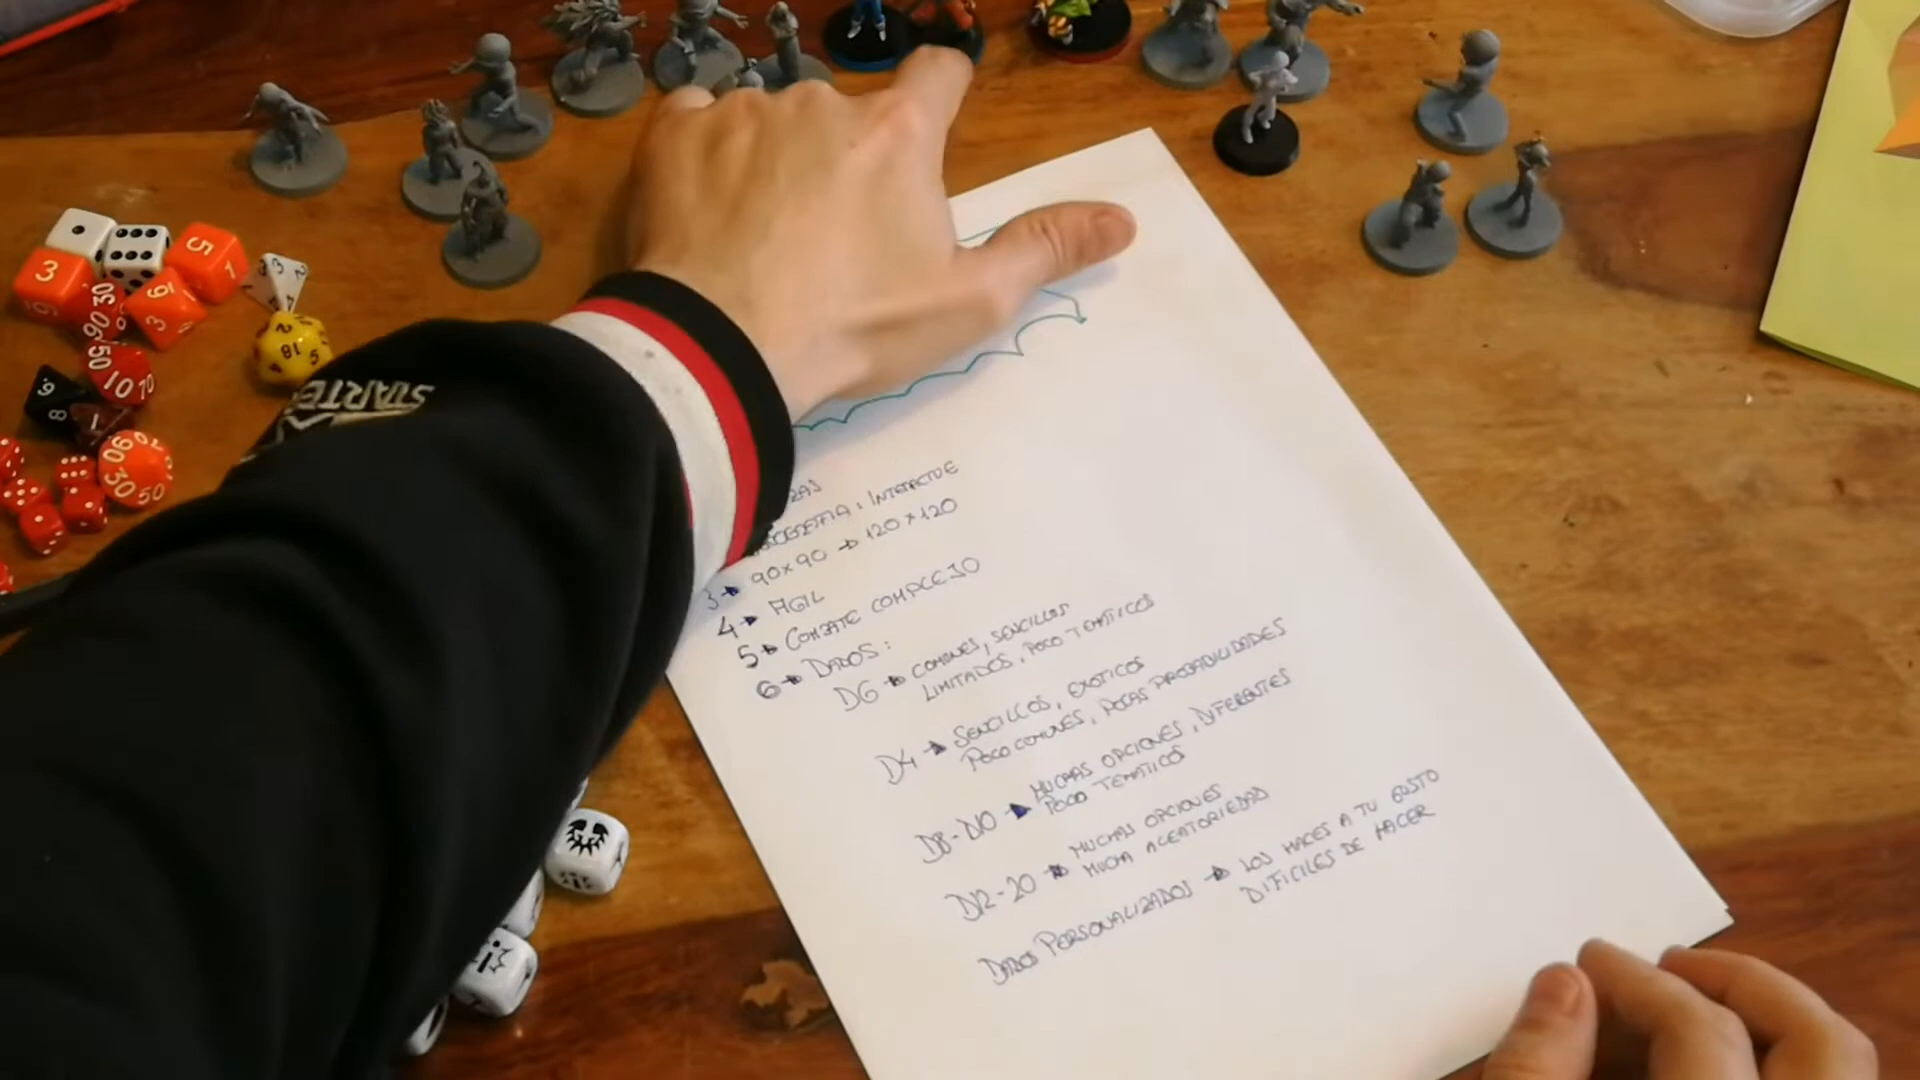 INTERACTUE
90x90 → 120x120
4→ AGIL
5→ COMBATE COMPLEJO
6→ DADOS:
D6 → COMUNES, SENCILLOS
LIMITADOS, POCO TEMATICOS
D4 → SENCILLOS, EXOTICOS
POCO COMUNES, POCAS PROBABILIDADES
D8-D10 → MUCHAS OPCIONES, DIFERENTES
POCO TEMATICOS
D12-20 → MUCHAS OPCIONES
MUCHA ALEATORIEDAD
DADOS PERSONALIZADOS → LOS HACES A TU GUSTO
DIFICILES DE HACER